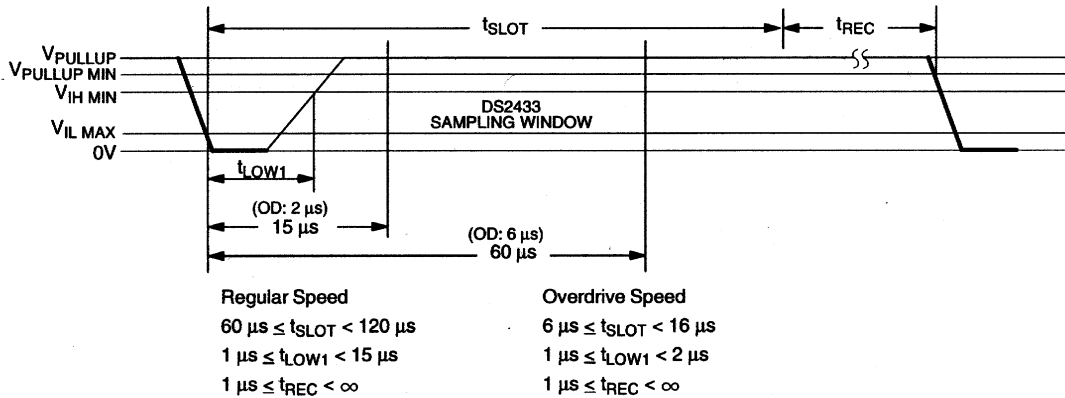 tSLOT
tREC
VPULLUP
VPULLUP MIN
VIH MIN
DS2433
SAMPLING WINDOW
VIL MAX
0V
tLOW1
(OD: 2 µs)
15 µs
(OD: 6 µs)
60 µs
Regular Speed
60 µs ≤ tSLOT < 120 µs
1 µs ≤ tLOW1 < 15 µs
1 µs ≤ tREC < ∞
Overdrive Speed
6 µs ≤ tSLOT < 16 µs
1 µs ≤ tLOW1 < 2 µs
1 µs ≤ tREC < ∞